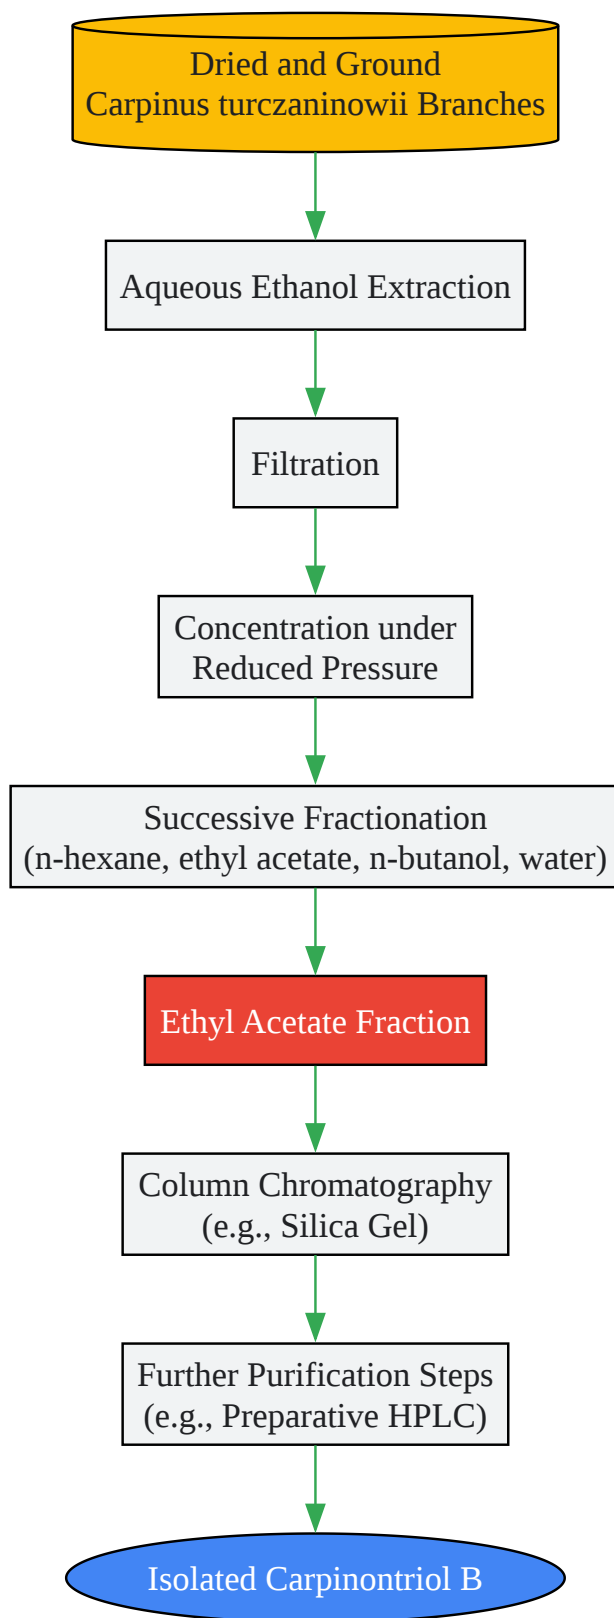 Dried and Ground
Carpinus turczaninowii Branches
Aqueous Ethanol Extraction
Filtration
Concentration under
Reduced Pressure
Successive Fractionation
(n-hexane, ethyl acetate, n-butanol, water)
Ethyl Acetate Fraction
Column Chromatography
(e.g., Silica Gel)
Further Purification Steps
(e.g., Preparative HPLC)
Isolated Carpinontriol B